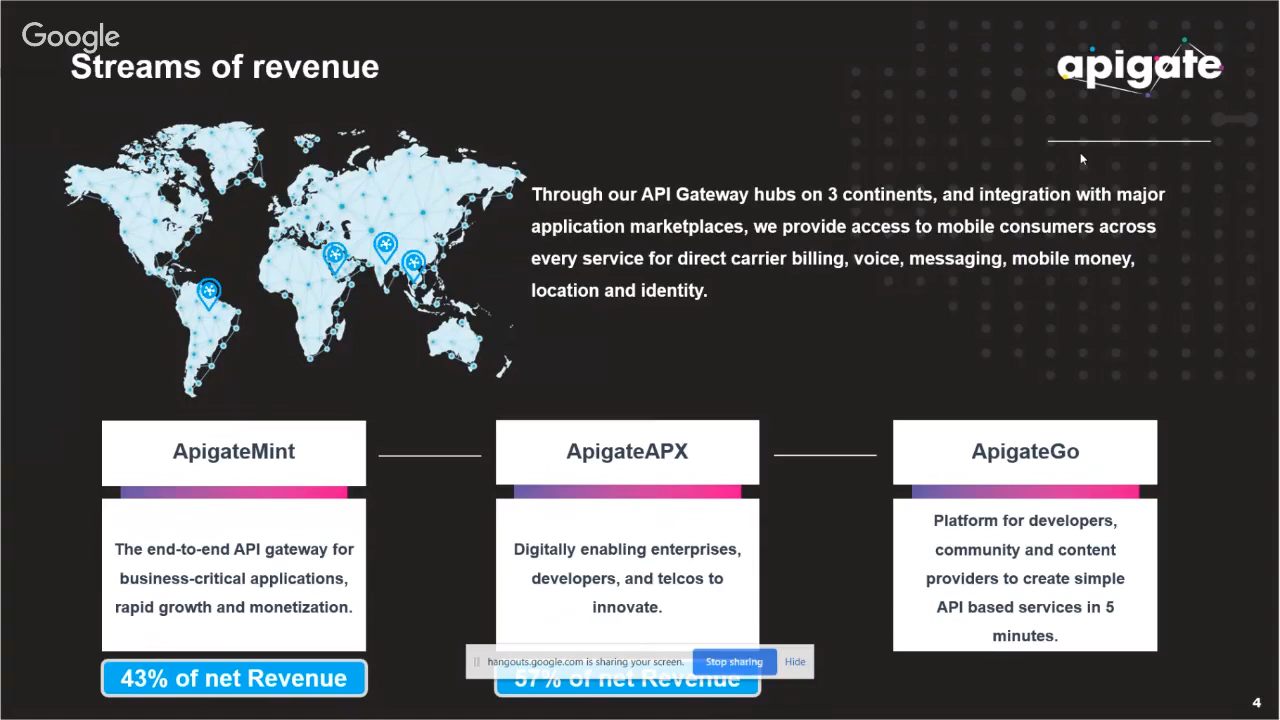 Google
Streams of revenue
apigate
Through our API Gateway hubs on 3 continents, and integration with major
application marketplaces, we provide access to mobile consumers across
every service for direct carrier billing, voice, messaging, mobile money,
location and identity.
ApigateMint
The end-to-end API gateway for
business-critical applications,
rapid growth and monetization.
43% of net Revenue
ApigateAPX
Digitally enabling enterprises,
developers, and telcos to
innovate.
hangouts.google.com is sharing your screen. Stop sharing Hide
57% of net Revenue
ApigateGo
Platform for developers,
community and content
providers to create simple
API based services in 5
minutes.
4